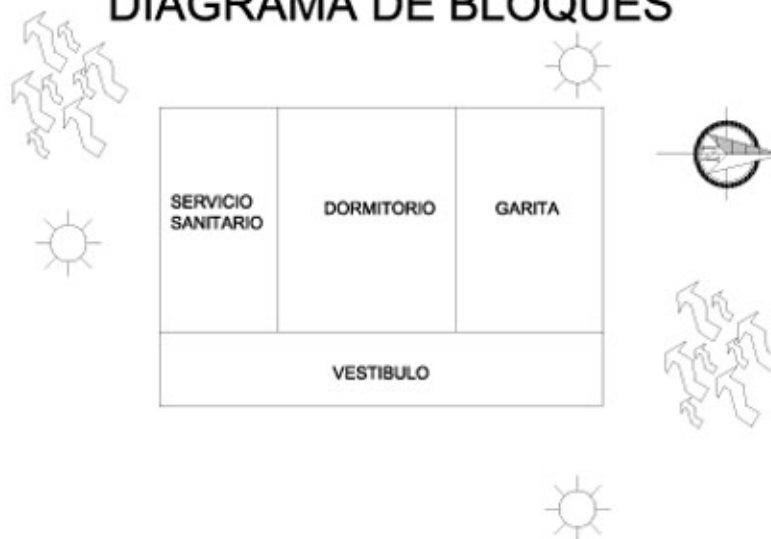 DIAGRAMA DE BLOQUES
SERVICIO
SANITARIO
DORMITORIO
GARITA
VESTIBULO